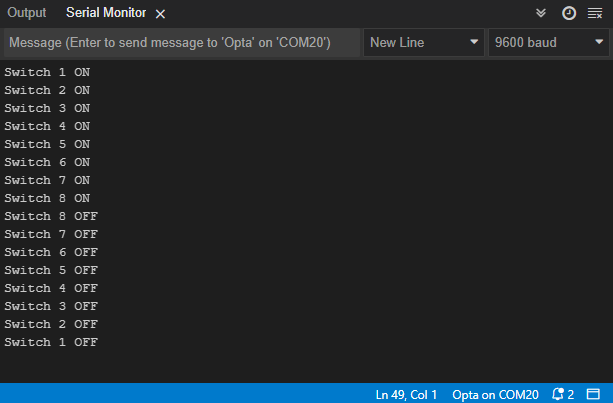 Output Serial Monitor
Message (Enter to send message to 'Opta' on 'COM20') New Line 9600 baud
Switch 1 ON
Switch 2 ON
Switch 3 ON
Switch 4 ON
Switch 5 ON
Switch 6 ON
Switch 7 ON
Switch 8 ON
Switch 8 OFF
Switch 7 OFF
Switch 6 OFF
Switch 5 OFF
Switch 4 OFF
Switch 3 OFF
Switch 2 OFF
Switch 1 OFF
Ln 49, Col 1 Opta on COM20 2